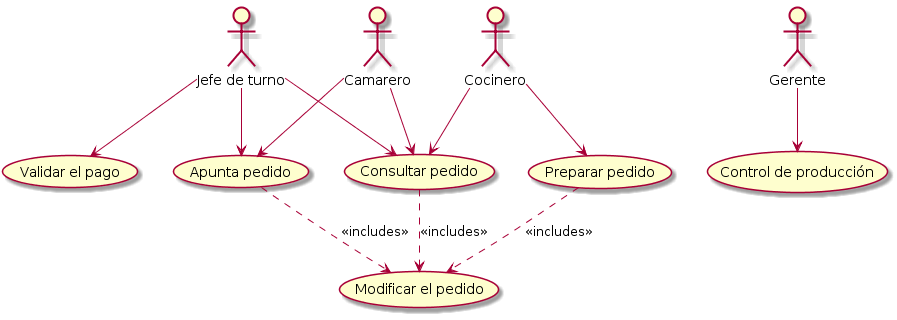 Jefe de turno
Camarero
Cocinero
Gerente
Validar el pago
Apunta pedido
Consultar pedido
Preparar pedido
Control de producción
«includes»
«includes»
«includes»
Modificar el pedido